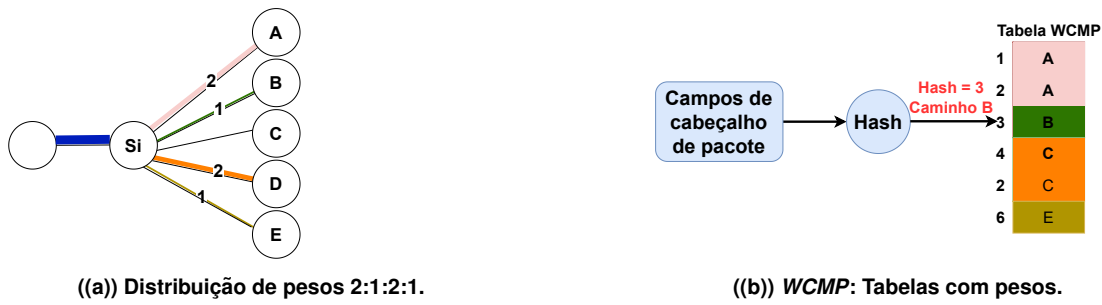 A
B
C
D
E
Si
2
1
2
1
((a)) Distribuição de pesos 2:1:2:1.
Campos de
cabeçalho
de pacote
Hash
Hash = 3
Caminho B
Tabela WCMP
1 A
2 A
3 B
4 C
2 C
6 E
((b)) WCMP: Tabelas com pesos.